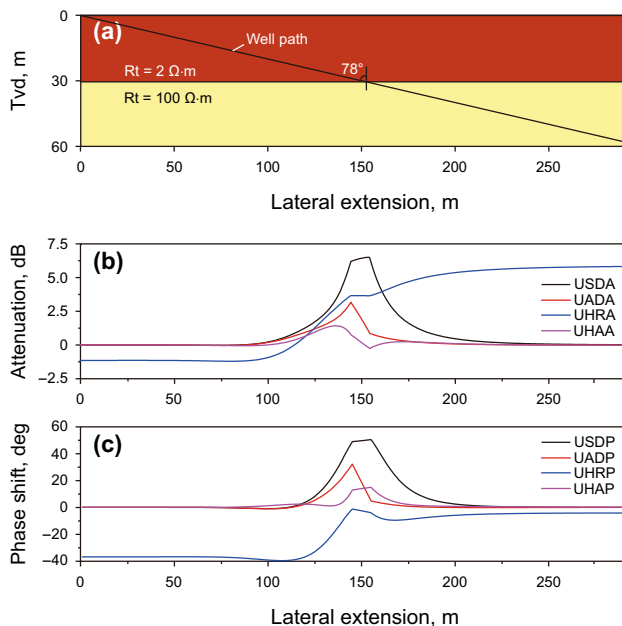 (a)
Well path
Rt = 2 Ω·m
78°
Rt = 100 Ω·m
0
30
60
Tvd, m
0 50 100 150 200 250
Lateral extension, m
(b)
7.5
5.0
2.5
0
–2.5
Attenuation, dB
USDA
UADA
UHRA
UHAA
0 50 100 150 200 250
(c)
60
40
20
0
–20
–40
Phase shift, deg
USDP
UADP
UHRP
UHAP
0 50 100 150 200 250
Lateral extension, m